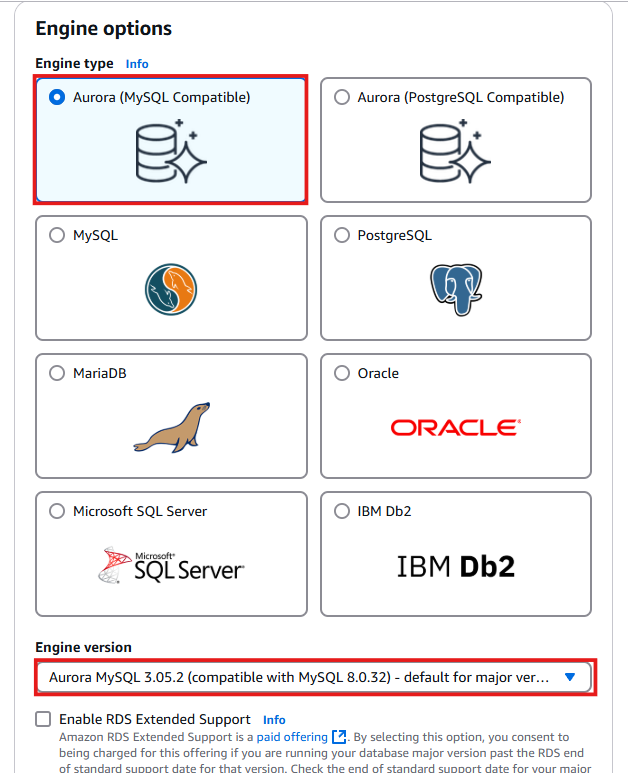 Engine options
Engine type Info
Aurora (MySQL Compatible)
Aurora (PostgreSQL Compatible)
MySQL
PostgreSQL
MariaDB
Oracle
ORACLE
Microsoft SQL Server
IBM Db2
Microsoft®
SQL Server
IBM Db2
Engine version
Aurora MySQL 3.05.2 (compatible with MySQL 8.0.32) - default for major ver...
Enable RDS Extended Support Info
Amazon RDS Extended Support is a paid offering. By selecting this option, you consent to
being charged for this offering if you are running your database major version past the RDS end
of standard support date for that version. Check the end of standard support date for your major